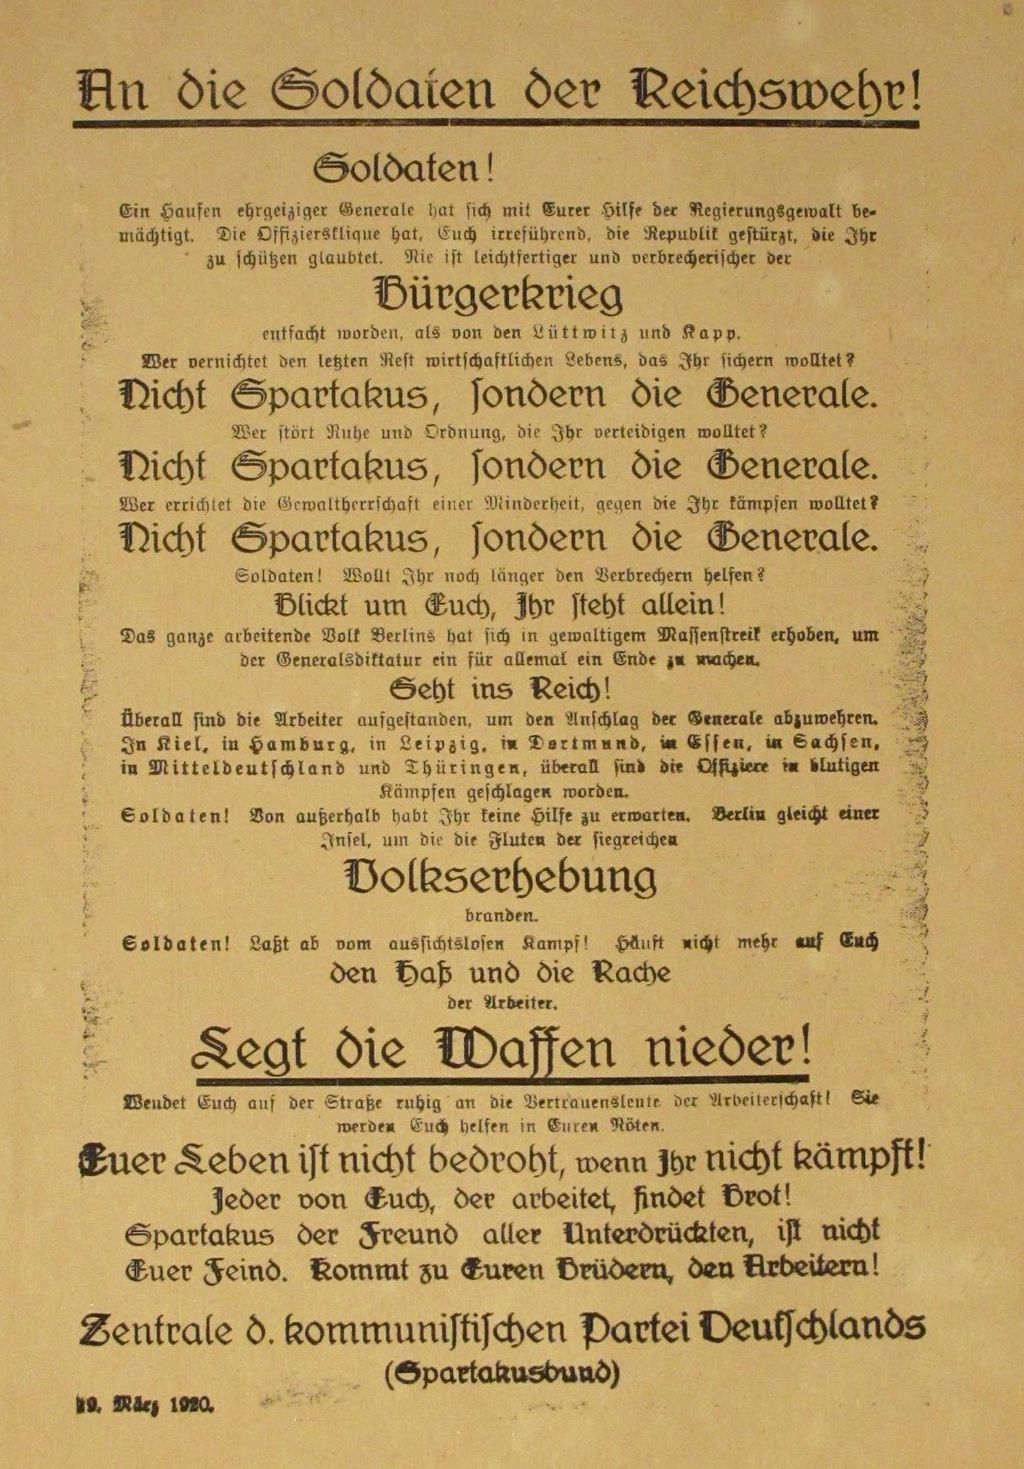 An die Soldaten der Reichswehr!
Soldaten!
Ein Haufen ehrgeiziger Generale hat sich mit Eurer Hilfe der Regierungsgewalt be-
mächtigt. Die Offiziersklique hat, Euch irreführend, die Republik gestürzt, die Ihr
zu schützen glaubtet. Nie ist leichtfertiger und verbrecherischer der
Bürgerkrieg
entfacht worden, als von den Lüttwitz und Kapp.
Wer vernichtet den letzten Rest wirtschaftlichen Lebens, das Ihr sichern wolltet?
Nicht Spartakus, sondern die Generale.
Wer stört Ruhe und Ordnung, die Ihr verteidigen wolltet?
Nicht Spartakus, sondern die Generale.
Wer errichtet die Gewaltherrschaft einer Minderheit, gegen die Ihr kämpfen wolltet?
Nicht Spartakus, sondern die Generale.
Soldaten! Wollt Ihr noch länger den Verbrechern helfen?
Blickt um Euch, Ihr steht allein!
Das ganze arbeitende Volk Berlins hat sich in gewaltigem Massenstreik erhoben, um
der Generalsdiktatur ein für allemal ein Ende zu machen.
Seht ins Reich!
Überall sind die Arbeiter aufgestanden, um den Anschlag der Generale abzuwehren.
In Kiel, in Hamburg, in Leipzig, in Dortmund, in Essen, in Sachsen,
in Mitteldeutschland und Thüringen, überall sind die Offiziere in blutigen
Kämpfen geschlagen worden.
Soldaten! Von außerhalb habt Ihr keine Hilfe zu erwarten. Berlin gleicht einer
Insel, um die die Fluten der siegreichen
Volkserhebung
branden.
Soldaten! Laßt ab vom aussichtslosen Kampf! Häuft nicht mehr auf Euch
den Haß und die Rache
der Arbeiter.
Legt die Waffen nieder!
Wendet Euch auf der Straße ruhig an die Vertrauensleute der Arbeiterschaft! Sie
werden Euch helfen in Euren Nöten.
Euer Leben ist nicht bedroht, wenn Ihr nicht kämpft!
Jeder von Euch, der arbeitet, findet Brot!
Spartakus der Freund aller Unterdrückten, ist nicht
Euer Feind. Kommt zu Euren Brüdern, den Arbeitern!
Zentrale d. kommunistischen Partei Deutschlands
(Spartakusbund)
19. März 1920.